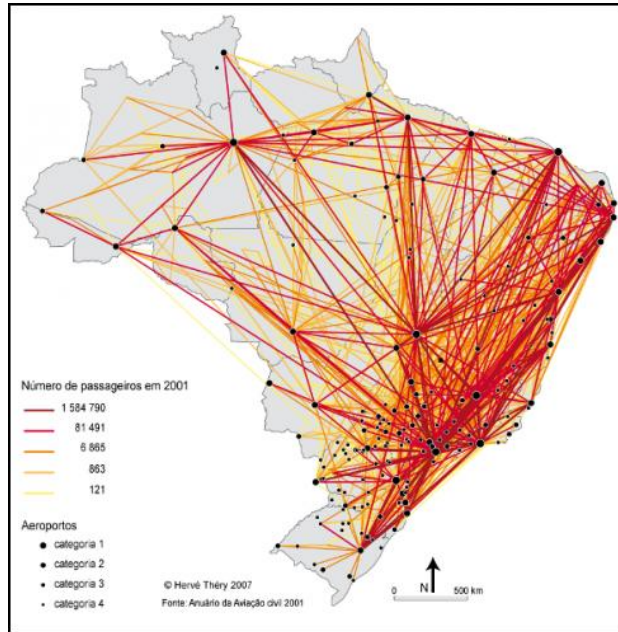 Número de passageiros em 2001
1 584 790
81 491
6 865
863
121
Aeroportos
categoria 1
categoria 2
categoria 3
categoria 4
© Hervé Théry 2007
Fonte: Anuário da Aviação civil 2001
N
0 500 km